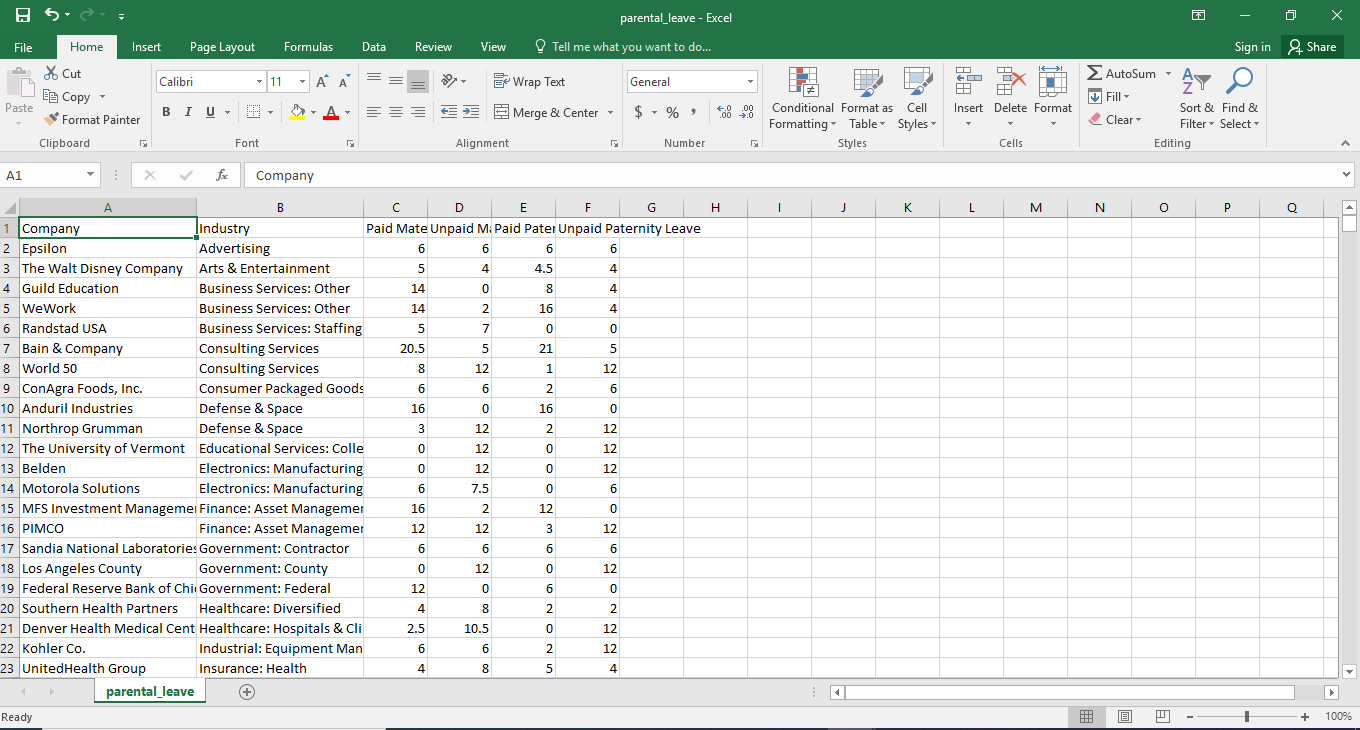 parental_leave - Excel
File Home Insert Page Layout Formulas Data Review View Tell me what you want to do... Sign in Share
Paste Cut Copy Format Painter Clipboard
Calibri 11 A A B I U A Font
Wrap Text Merge & Center Alignment
General $ % , .00 Number
Conditional Formatting Format as Table Cell Styles Styles
Insert Delete Format Cells
AutoSum Fill Clear Sort & Filter Find & Select Editing
A1 fx Company
A B C D E F G H I J K L M N O P Q
1 Company Industry Paid Mate Unpaid Ma Paid Pater Unpaid Paternity Leave
2 Epsilon Advertising 6 6 6 6
3 The Walt Disney Company Arts & Entertainment 5 4 4.5 4
4 Guild Education Business Services: Other 14 0 8 4
5 WeWork Business Services: Other 14 2 16 4
6 Randstad USA Business Services: Staffing 5 7 0 0
7 Bain & Company Consulting Services 20.5 5 21 5
8 World 50 Consulting Services 8 12 1 12
9 ConAgra Foods, Inc. Consumer Packaged Goods 6 6 2 6
10 Anduril Industries Defense & Space 16 0 16 0
11 Northrop Grumman Defense & Space 3 12 2 12
12 The University of Vermont Educational Services: Colle 0 12 0 12
13 Belden Electronics: Manufacturing 0 12 0 12
14 Motorola Solutions Electronics: Manufacturing 6 7.5 0 6
15 MFS Investment Managemen Finance: Asset Managemen 16 2 12 0
16 PIMCO Finance: Asset Managemen 12 12 3 12
17 Sandia National Laboratories Government: Contractor 6 6 6 6
18 Los Angeles County Government: County 0 12 0 12
19 Federal Reserve Bank of Chi Government: Federal 12 0 6 0
20 Southern Health Partners Healthcare: Diversified 4 8 2 2
21 Denver Health Medical Cent Healthcare: Hospitals & Cli 2.5 10.5 0 12
22 Kohler Co. Industrial: Equipment Man 6 6 2 12
23 UnitedHealth Group Insurance: Health 4 8 5 4
parental_leave
Ready 100%